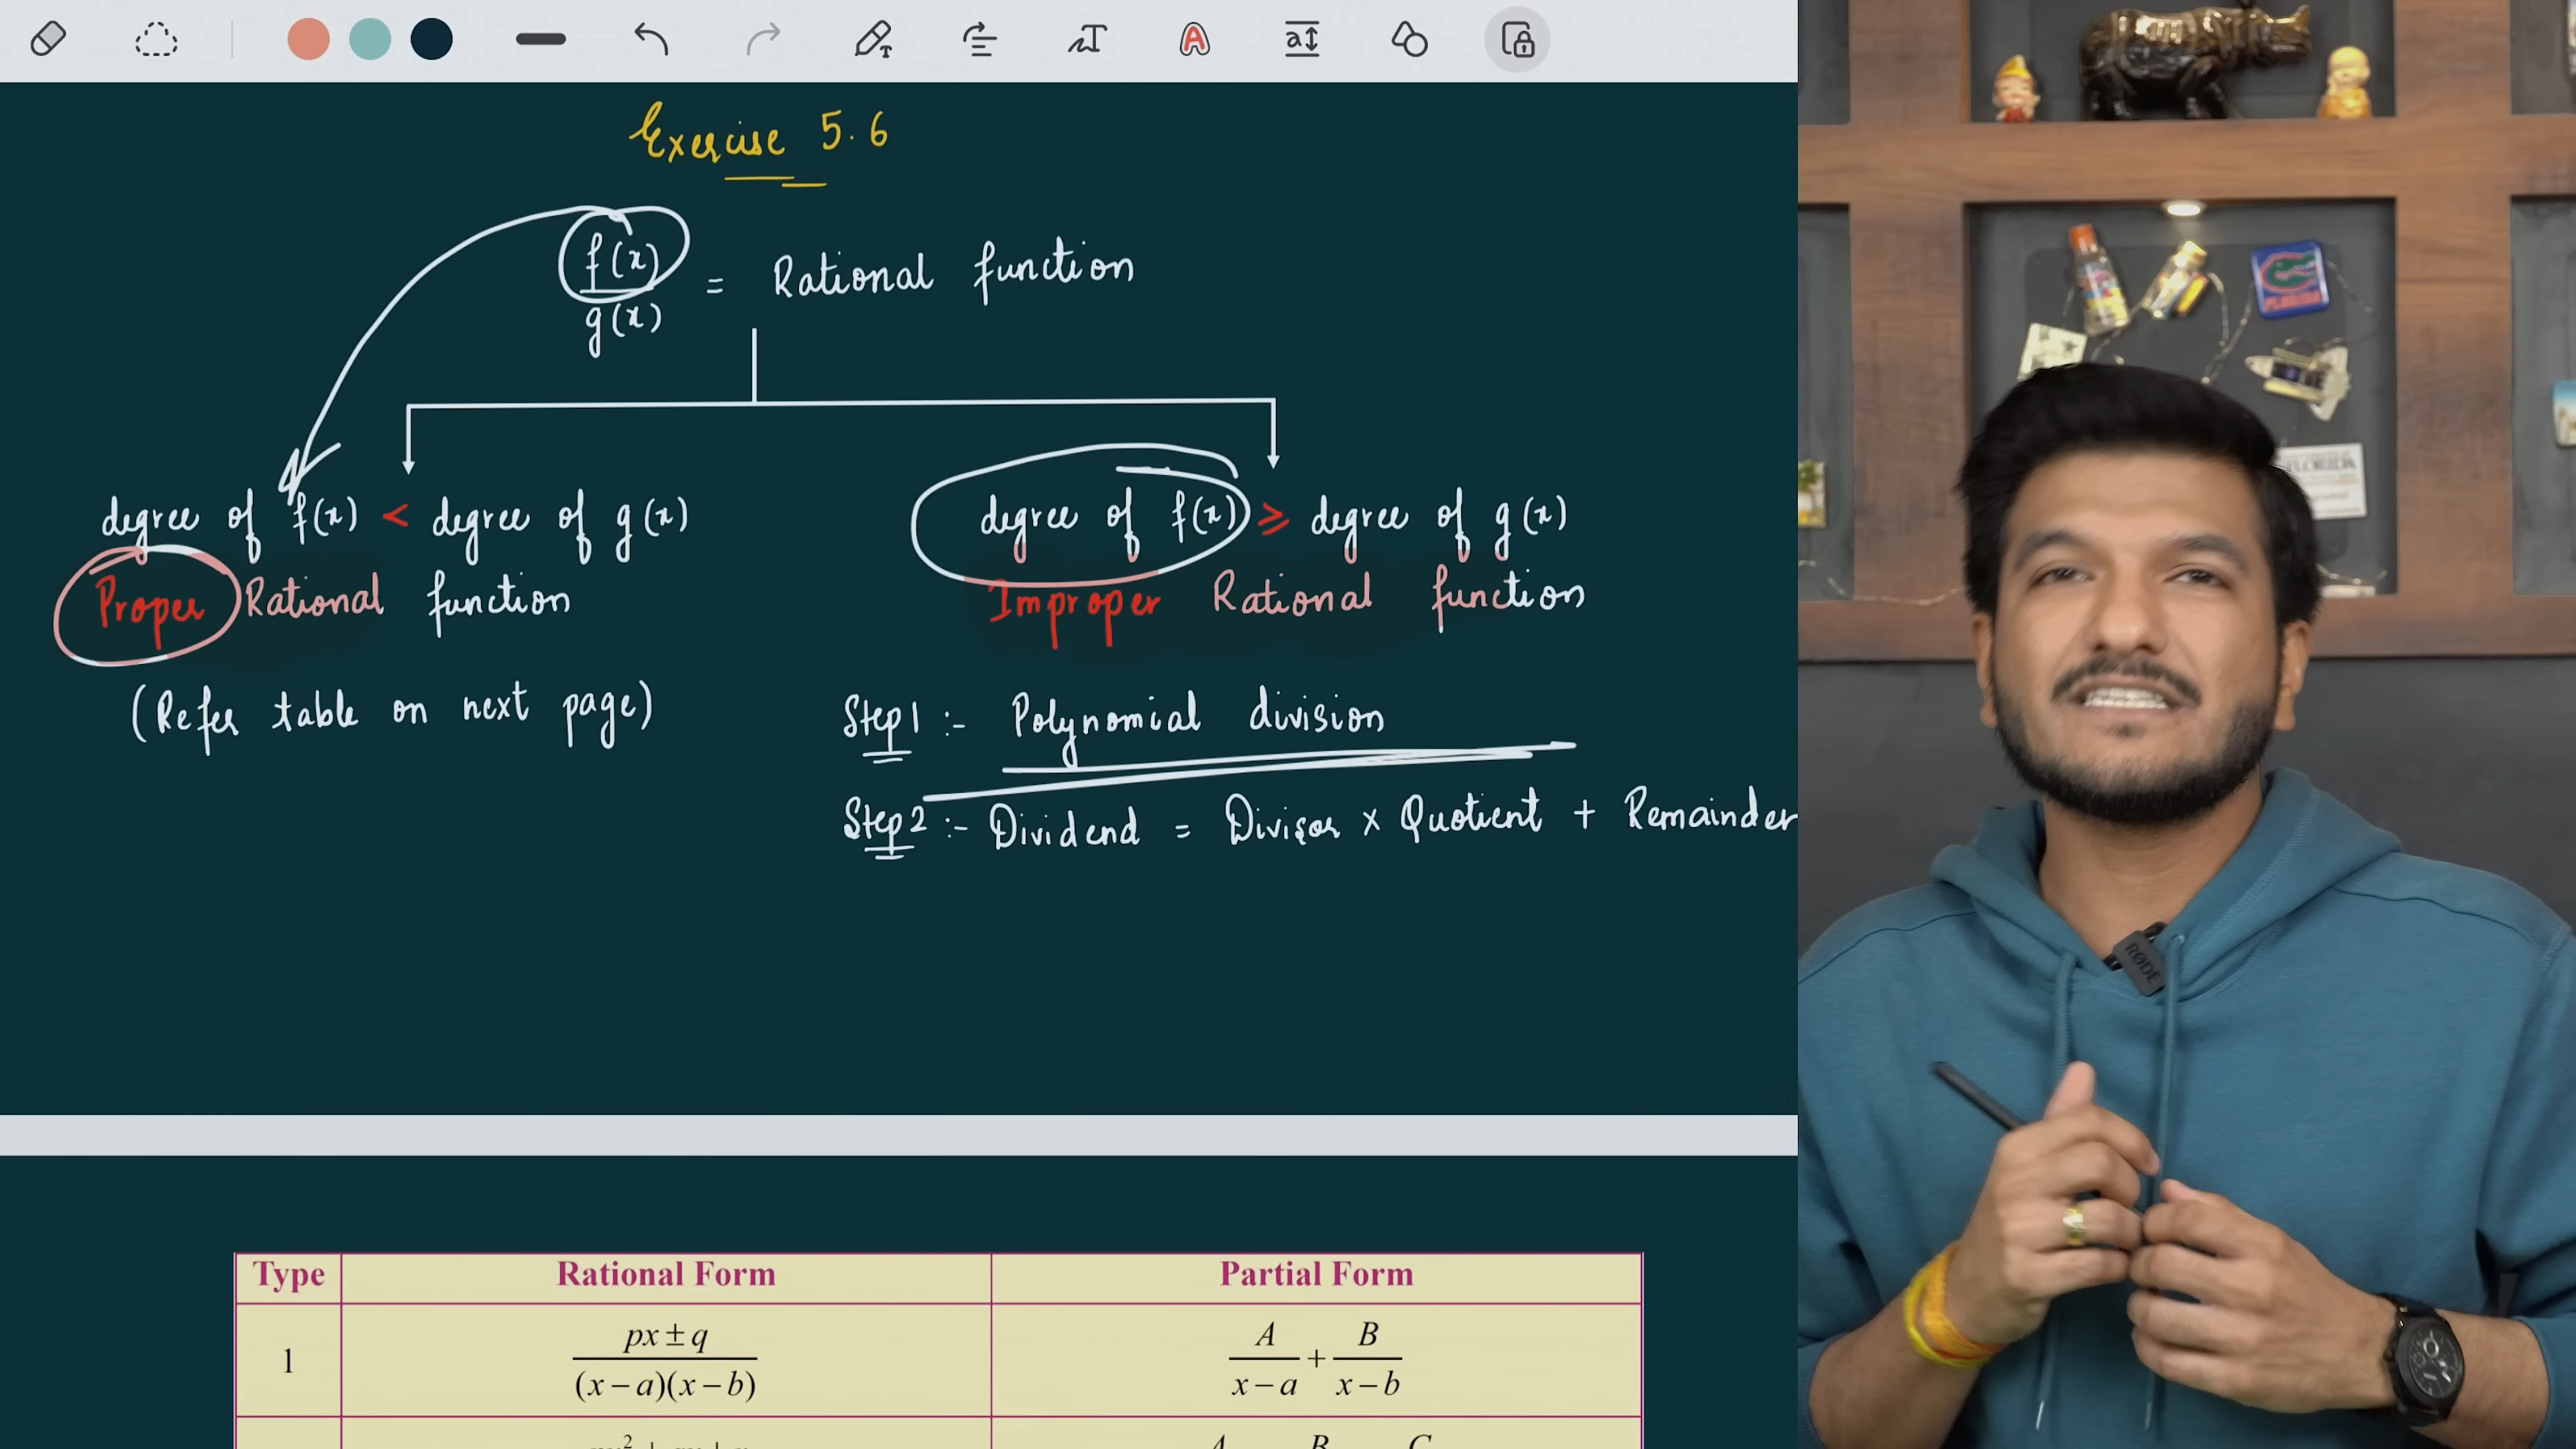 Exercise 5.6
f(x)
g(x) = Rational function
degree of f(x) < degree of g(x)
Proper Rational function
(Refer table on next page)
degree of f(x) ≥ degree of g(x)
Improper Rational function
Step 1 :- Polynomial division
Step 2 :- Dividend = Divisor × Quotient + Remainder
Type Rational Form Partial Form
1 px ± q / (x − a)(x − b) A / x − a + B / x − b
A B C
FLORIDA
RØDE